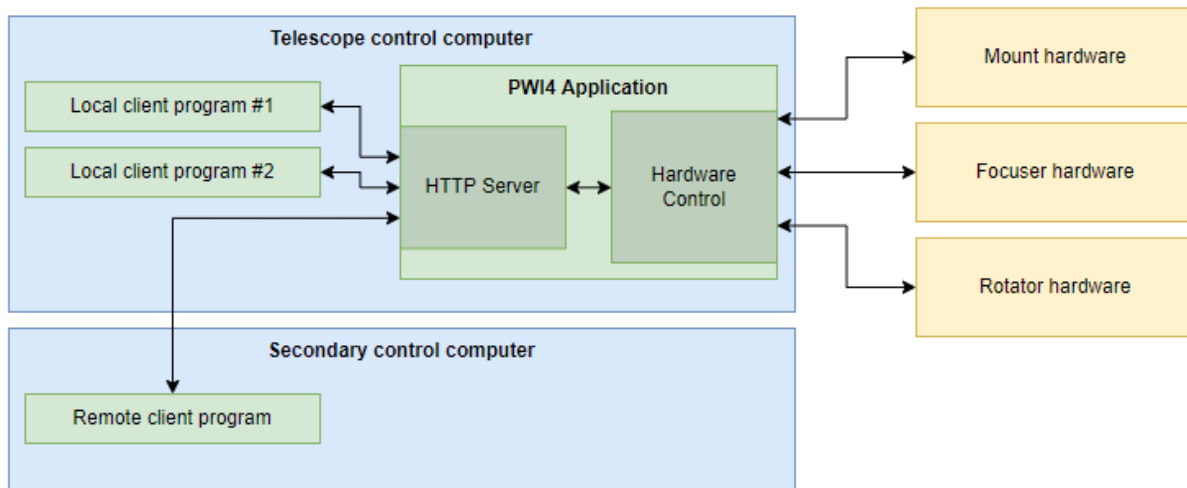 Telescope control computer
Local client program #1
Local client program #2
PWI4 Application
HTTP Server
Hardware
Control
Mount hardware
Focuser hardware
Rotator hardware
Secondary control computer
Remote client program